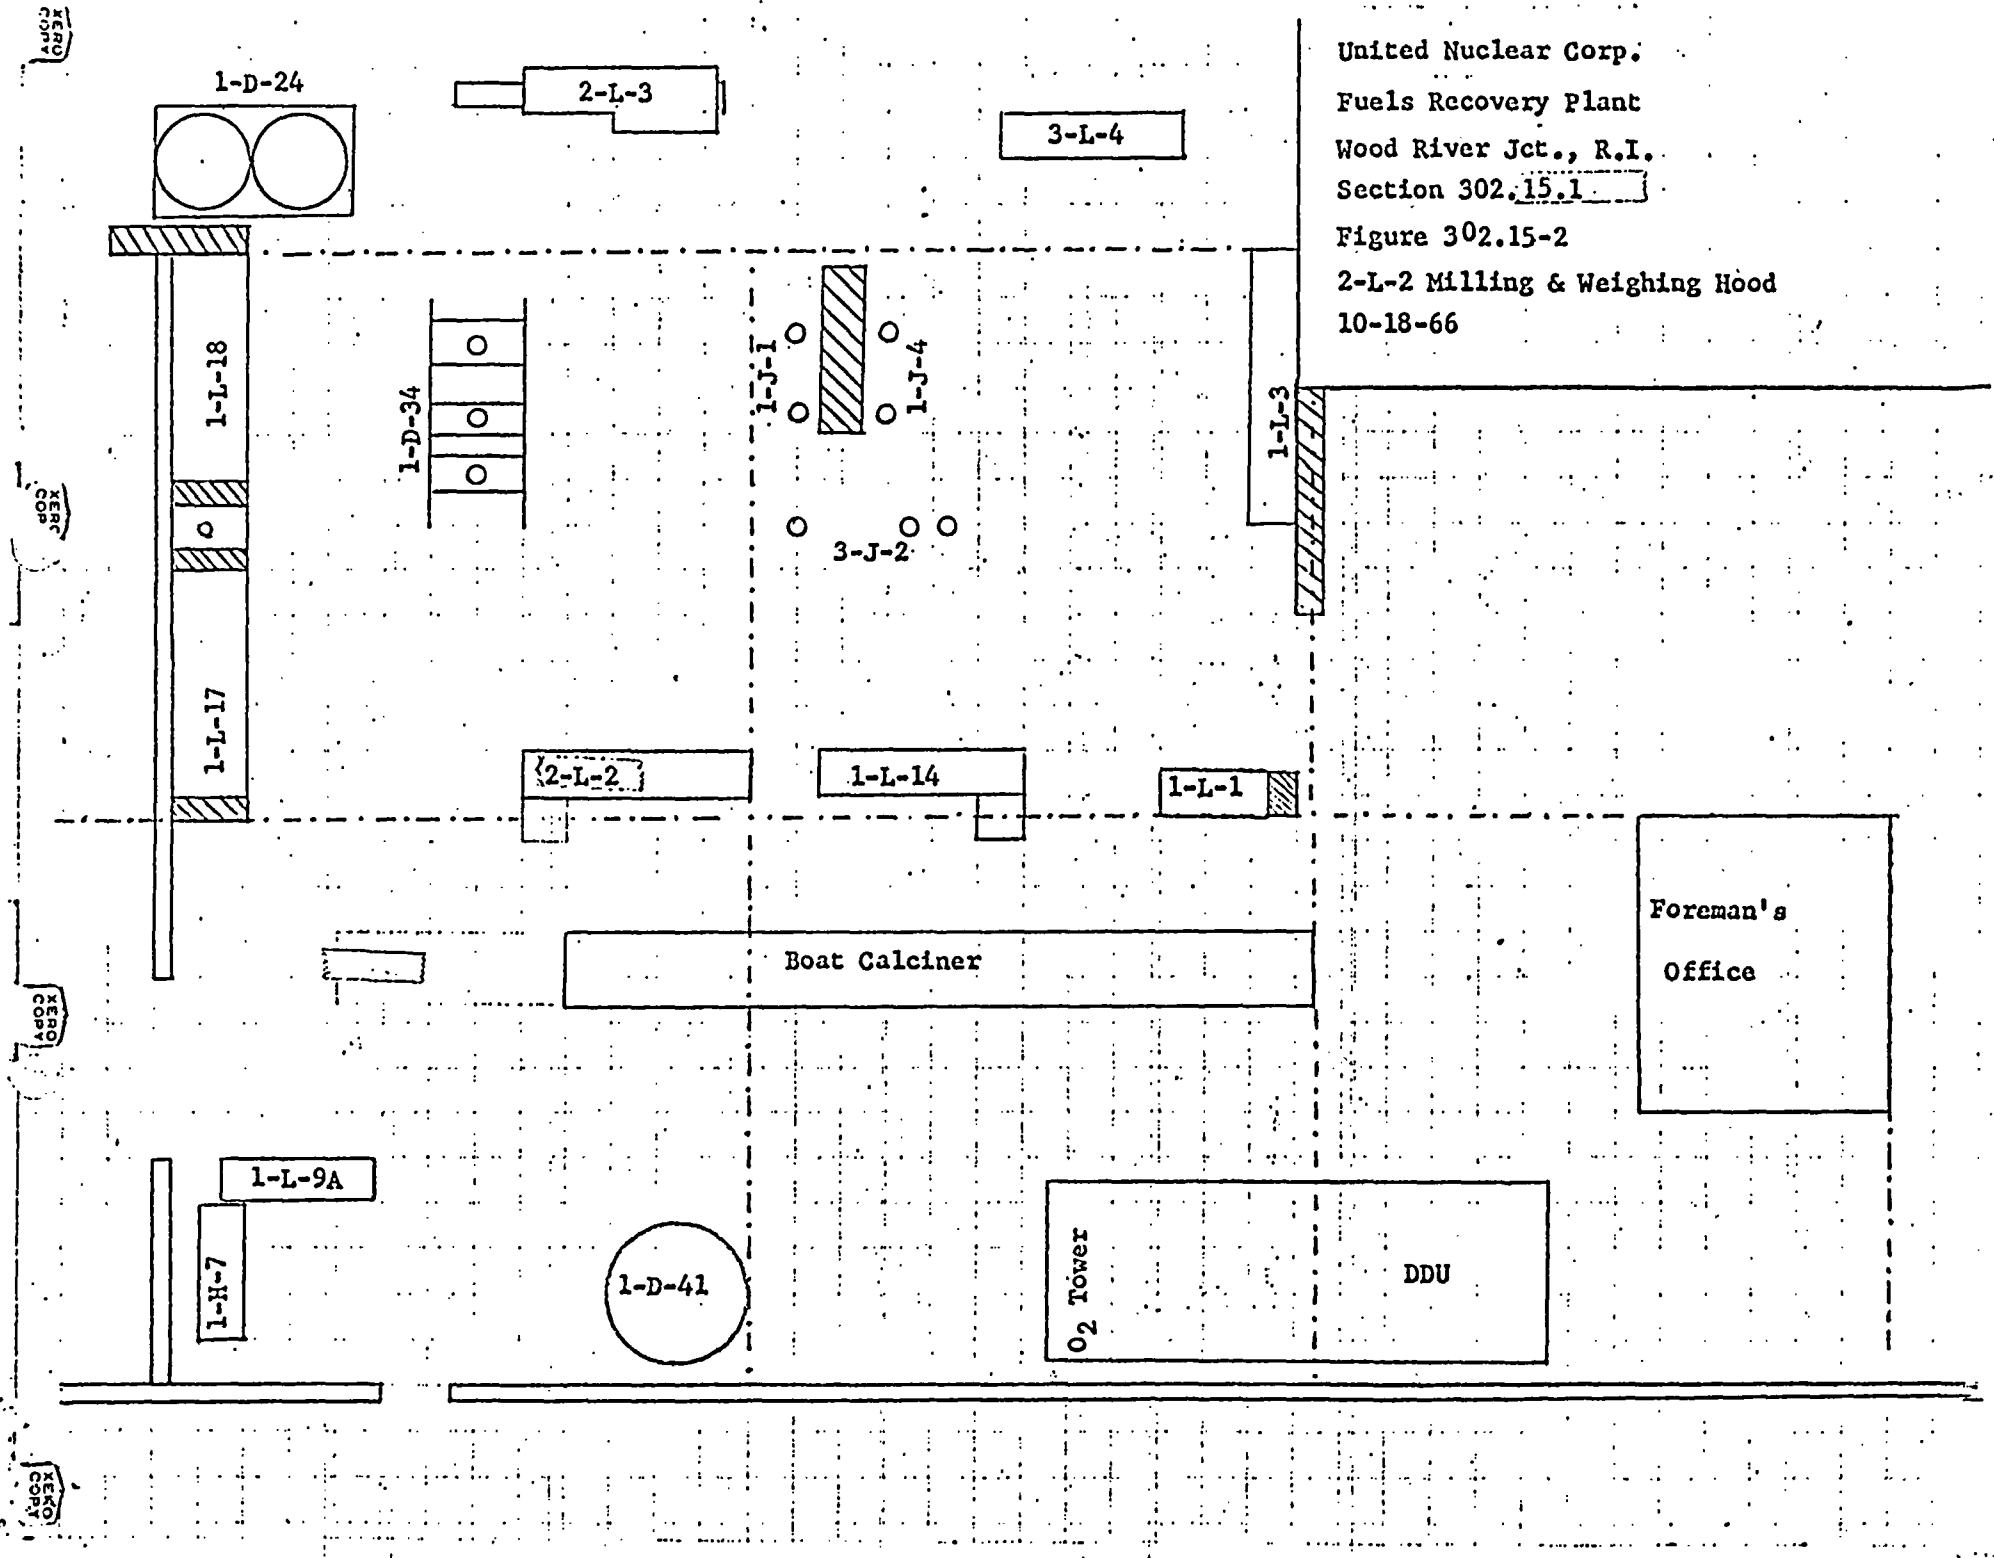 United Nuclear Corp.
Fuels Recovery Plant
Wood River Jct., R.I.
Section 302.15.1
Figure 302.15-2
2-L-2 Milling & Weighing Hood
10-18-66
XERO
COPY
1-D-24
2-L-3
3-L-4
1-L-18
1-D-34
1-J-1
1-J-4
1-L-3
XERC
COP
3-J-2
1-L-17
2-L-2
1-L-14
1-L-1
Foreman's
Office
Boat Calciner
XERO
COPY
1-L-9A
1-H-7
1-D-41
O2 Tower
DDU
XERO
COPY